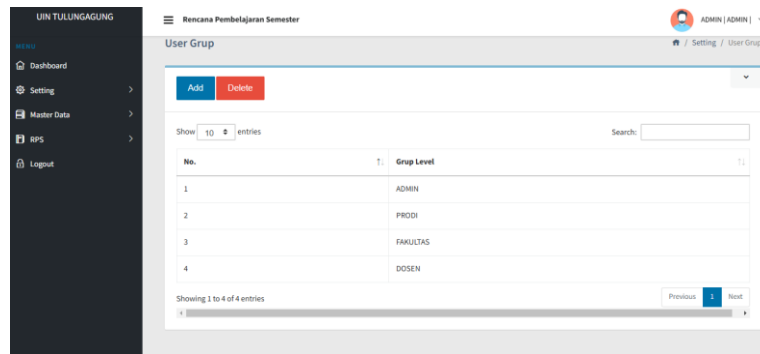 UIN TULUNGAGUNG
Rencana Pembelajaran Semester
ADMIN | ADMIN |
MENU
Dashboard
Setting
Master Data
RPS
Logout
User Grup
/ Setting / User Grup
Add Delete
Show 10 entries
Search:
No. Grup Level
1 ADMIN
2 PRODI
3 FAKULTAS
4 DOSEN
Showing 1 to 4 of 4 entries
Previous 1 Next